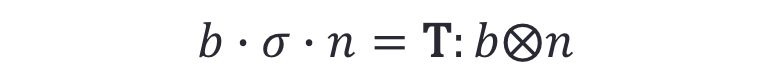 b · σ · n = T: b⊗n